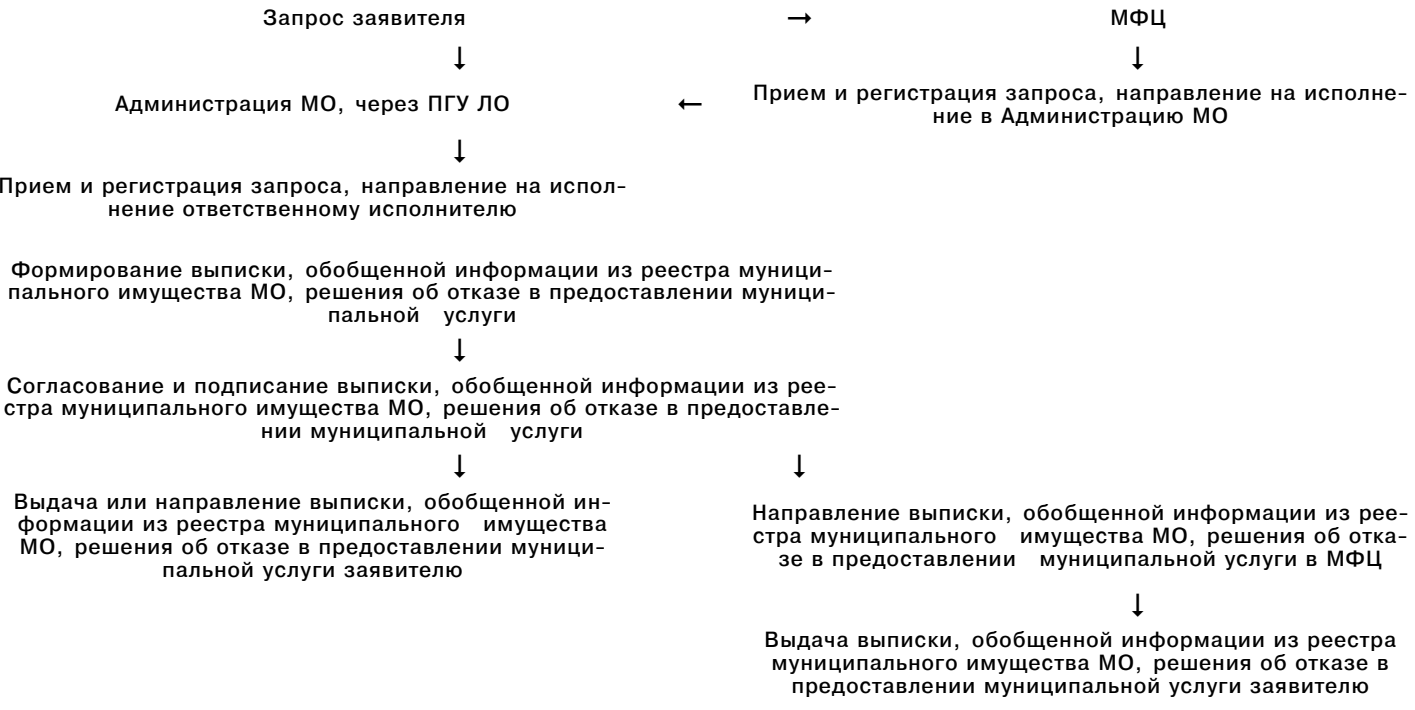 Запрос заявителя → МФЦ
↓ ↓
Администрация МО, через ПГУ ЛО ←
Прием и регистрация запроса, направление на исполне-
ние в Администрацию МО
↓
Прием и регистрация запроса, направление на испол-
нение ответственному исполнителю
Формирование выписки, обобщенной информации из реестра муници-
пального имущества МО, решения об отказе в предоставлении муници-
пальной услуги
↓
Согласование и подписание выписки, обобщенной информации из рее-
стра муниципального имущества МО, решения об отказе в предоставле-
нии муниципальной услуги
↓ ↓
Выдача или направление выписки, обобщенной ин-
формации из реестра муниципального имущества
МО, решения об отказе в предоставлении муници-
пальной услуги заявителю
Направление выписки, обобщенной информации из рее-
стра муниципального имущества МО, решения об отка-
зе в предоставлении муниципальной услуги в МФЦ
↓
Выдача выписки, обобщенной информации из реестра
муниципального имущества МО, решения об отказе в
предоставлении муниципальной услуги заявителю